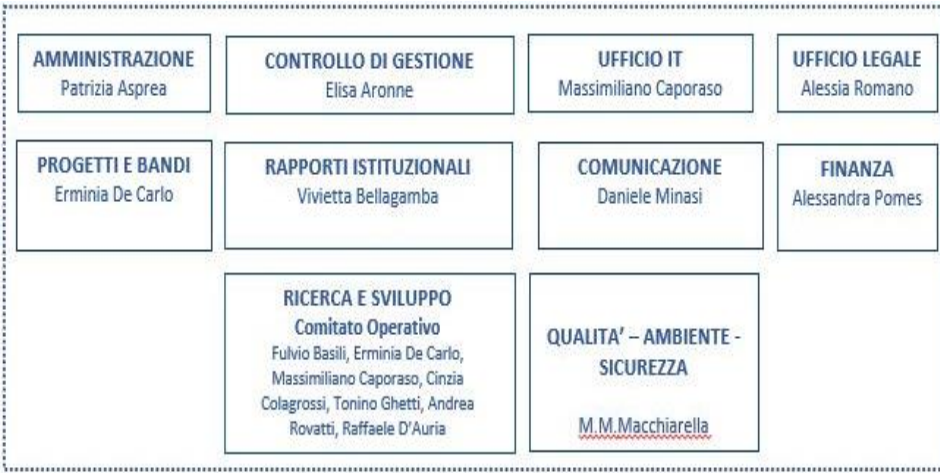 AMMINISTRAZIONE
Patrizia Asprea
CONTROLLO DI GESTIONE
Elisa Aronne
UFFICIO IT
Massimiliano Caporaso
UFFICIO LEGALE
Alessia Romano
PROGETTI E BANDI
Erminia De Carlo
RAPPORTI ISTITUZIONALI
Vivietta Bellagamba
COMUNICAZIONE
Daniele Minasi
FINANZA
Alessandra Pomes
RICERCA E SVILUPPO
Comitato Operativo
Fulvio Basili, Erminia De Carlo,
Massimiliano Caporaso, Cinzia
Colagrossi, Tonino Ghetti, Andrea
Rovatti, Raffaele D'Auria
QUALITA’ – AMBIENTE -
SICUREZZA
M.M.Macchiarella